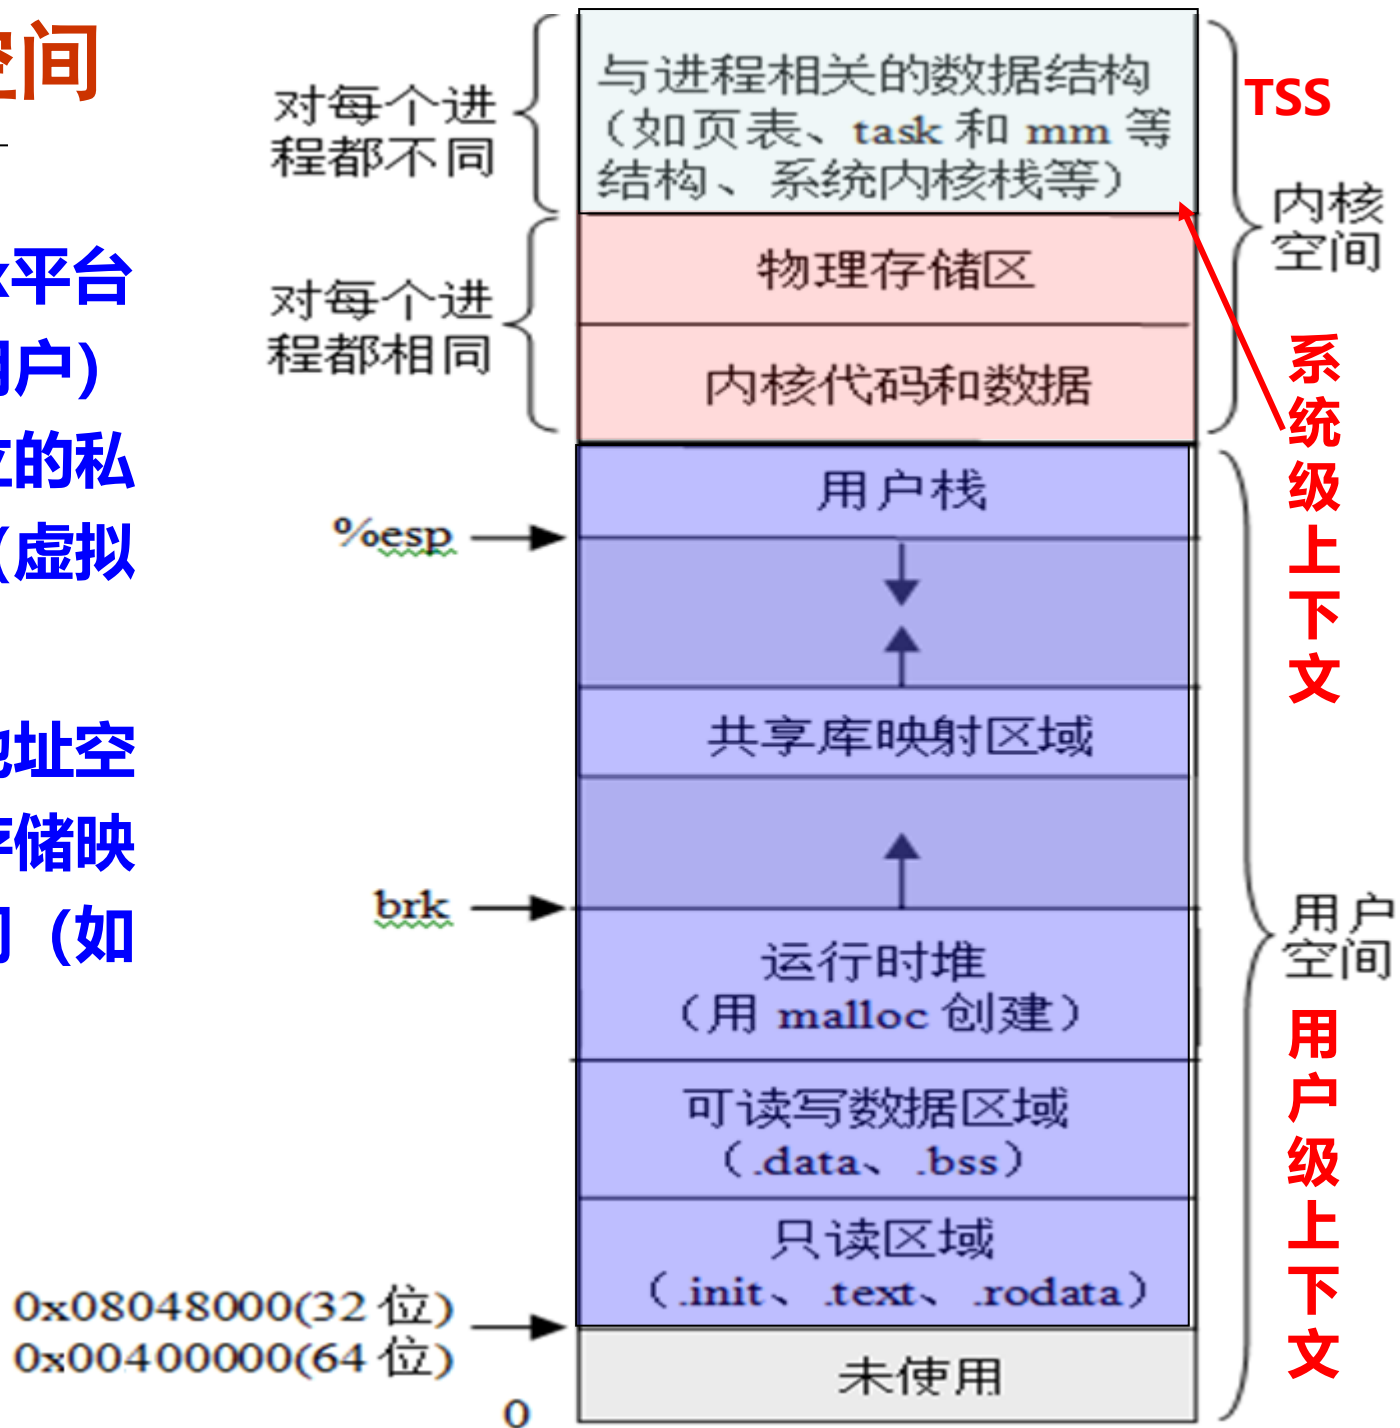 空间
平台
用户）
立的私
（虚拟
地址空
存储映
间（如
对每个进
程都不同
与进程相关的数据结构
（如页表、task 和 mm 等
结构、系统内核栈等）
TSS
内核
空间
对每个进
程都相同
物理存储区
内核代码和数据
系
统
级
上
下
文
用户栈
%esp
共享库映射区域
brk
运行时堆
（用 malloc 创建）
用户
空间
用
户
级
上
下
文
可读写数据区域
（.data、.bss）
只读区域
（.init、.text、.rodata）
0x08048000(32 位)
0x00400000(64 位)
未使用
0